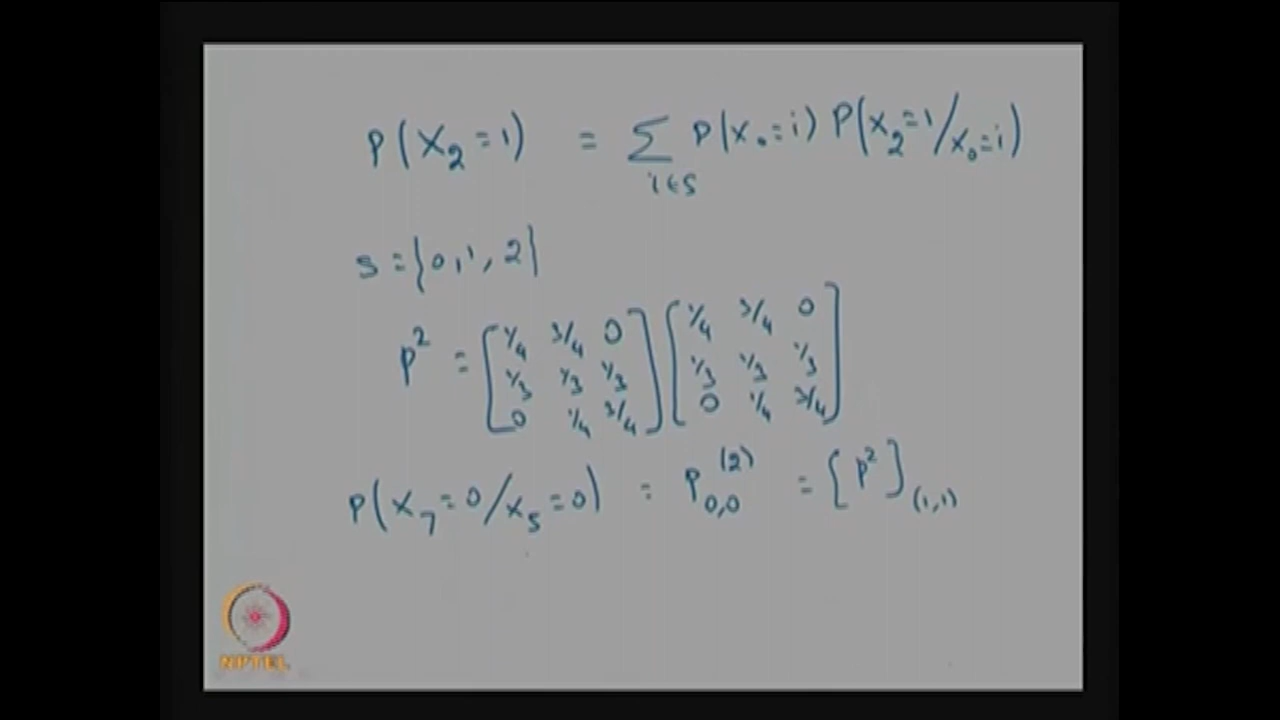 P(X₂=1) = ∑ P(X₀=i) P(X₂=1/X₀=i)
i∈S
S={0,1,2}
P² = [1/4 3/4 0] [1/4 3/4 0]
[1/3 1/3 1/3] [1/3 1/3 1/3]
[0 1/4 3/4] [0 1/4 3/4]
P(X₇=0/X₅=0) = P₀,₀⁽²⁾ = [P²]₍₁,₁₎
NPTEL